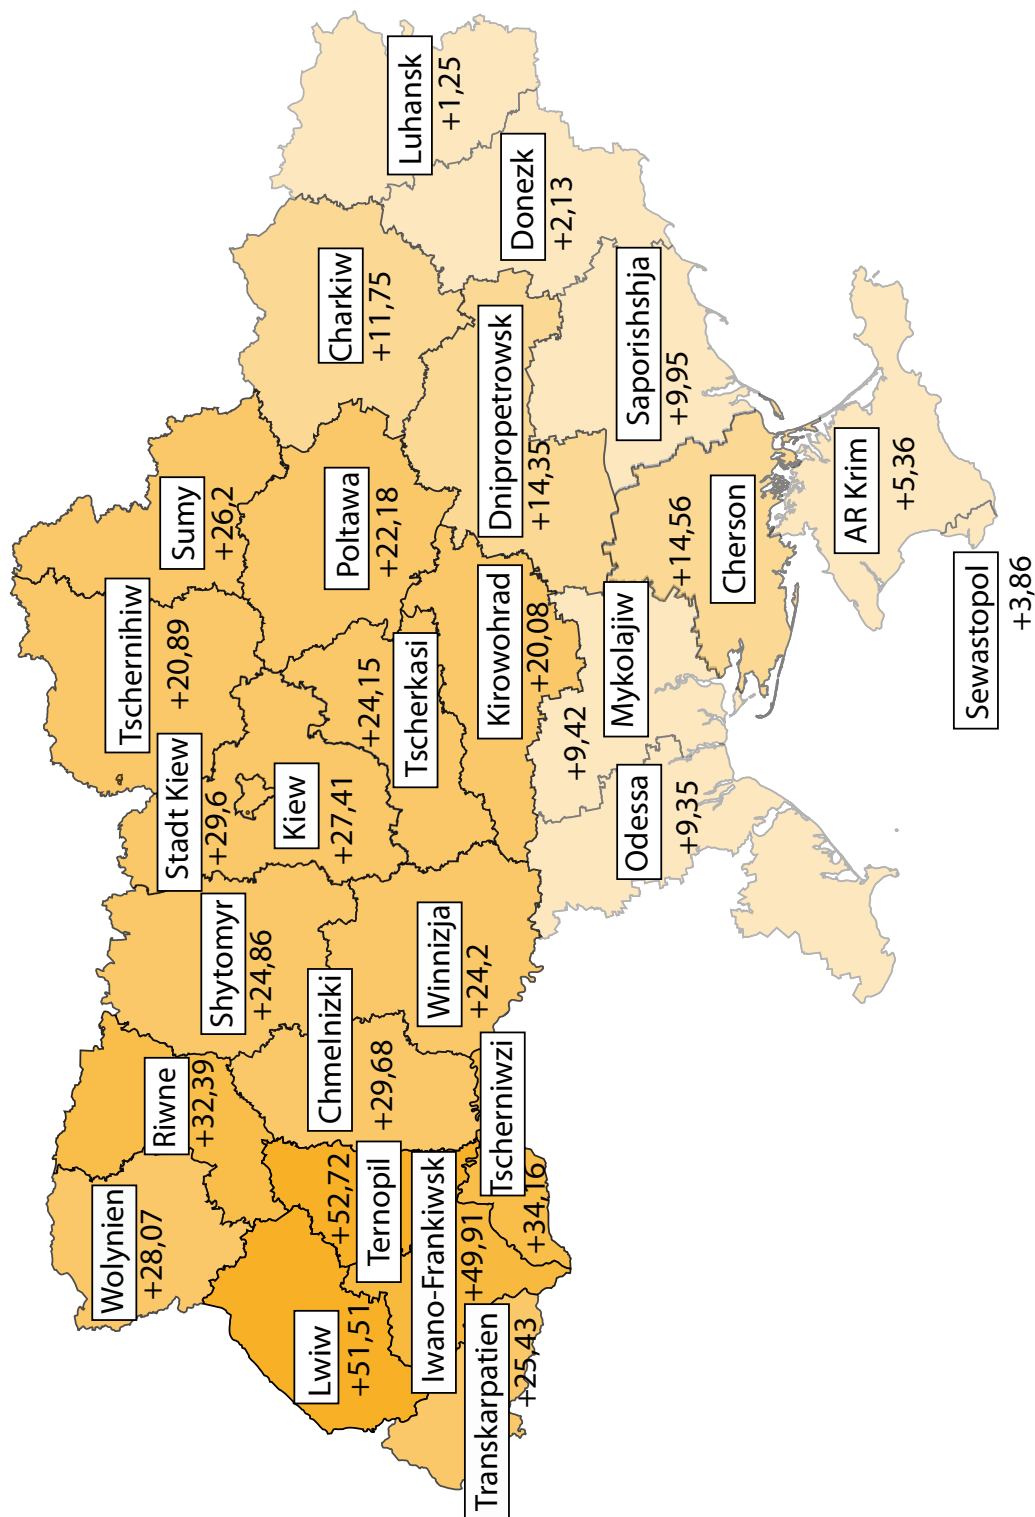 Wolynien
+28,07
Riwne
+32,39
Shytomyr
+24,86
Stadt Kiew
+29,6
Tschernihiw
+20,89
Sumy
+26,2
Lwiw
+51,51
Ternopil
+52,72
Chmelnizki
+29,68
Kiew
+27,41
Poltawa
+22,18
Charkiw
+11,75
Luhansk
+1,25
Iwano-Frankiwsk
+49,91
Winnizja
+24,2
Tscherkasi
+24,15
Transkarpatien
+25,43
Tscherniwzi
+34,16
Kirowohrad
+20,08
Dnipropetrowsk
+14,35
Donezk
+2,13
Odessa
+9,35
Mykolajiw
+9,42
Saporishshja
+9,95
Cherson
+14,56
AR Krim
+5,36
Sewastopol
+3,86